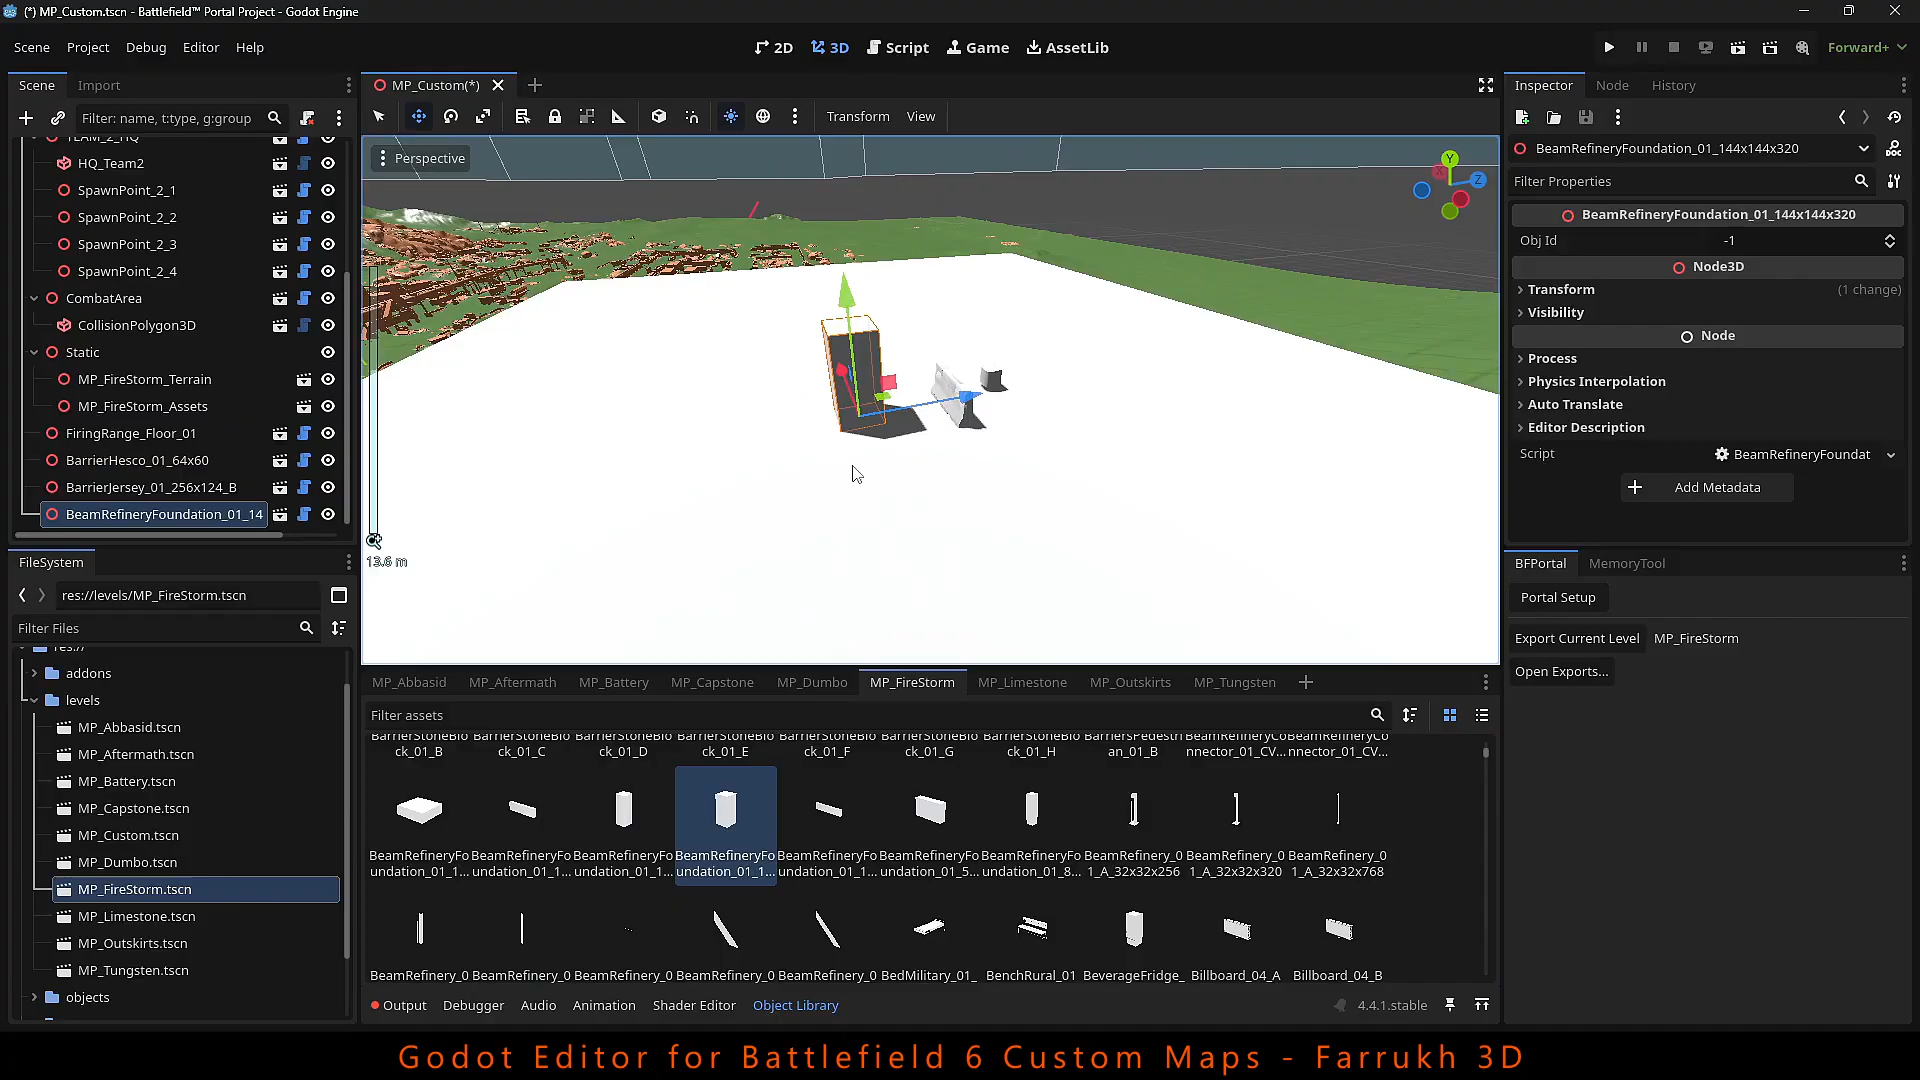 (*) MP_Custom.tscn - Battlefield™ Portal Project - Godot Engine
Scene Project Debug Editor Help
2D 3D Script Game AssetLib
Forward+
Scene Import
Filter: name, t:type, g:group
TEAM_2_HQ
HQ_Team2
SpawnPoint_2_1
SpawnPoint_2_2
SpawnPoint_2_3
SpawnPoint_2_4
CombatArea
CollisionPolygon3D
Static
MP_FireStorm_Terrain
MP_FireStorm_Assets
FiringRange_Floor_01
BarrierHesco_01_64x60
BarrierJersey_01_256x124_B
BeamRefineryFoundation_01_14
FileSystem
res://levels/MP_FireStorm.tscn
Filter Files
res://
addons
levels
MP_Abbasid.tscn
MP_Aftermath.tscn
MP_Battery.tscn
MP_Capstone.tscn
MP_Custom.tscn
MP_Dumbo.tscn
MP_FireStorm.tscn
MP_Limestone.tscn
MP_Outskirts.tscn
MP_Tungsten.tscn
objects
MP_Custom(*)
Transform View
Perspective
X Y Z
13.6 m
MP_Abbasid MP_Aftermath MP_Battery MP_Capstone MP_Dumbo MP_FireStorm MP_Limestone MP_Outskirts MP_Tungsten
Filter assets
BarrierStoneBlo BarrierStoneBlo BarrierStoneBlo BarrierStoneBlo BarrierStoneBlo BarrierStoneBlo BarrierStoneBlo BarriersPedestri BeamRefineryCo BeamRefineryCo
ck_01_B ck_01_C ck_01_D ck_01_E ck_01_F ck_01_G ck_01_H an_01_B nnector_01_CV... nnector_01_CV...
BeamRefineryFo BeamRefineryFo BeamRefineryFo BeamRefineryFo BeamRefineryFo BeamRefineryFo BeamRefineryFo BeamRefinery_0 BeamRefinery_0 BeamRefinery_0
undation_01_1... undation_01_1... undation_01_1... undation_01_1... undation_01_1... undation_01_5... undation_01_8... 1_A_32x32x256 1_A_32x32x320 1_A_32x32x768
BeamRefinery_0 BeamRefinery_0 BeamRefinery_0 BeamRefinery_0 BeamRefinery_0 BedMilitary_01_ BenchRural_01 BeverageFridge_ Billboard_04_A Billboard_04_B
Output Debugger Audio Animation Shader Editor Object Library
4.4.1.stable
Inspector Node History
BeamRefineryFoundation_01_144x144x320
Filter Properties
BeamRefineryFoundation_01_144x144x320
Obj Id -1
Node3D
Transform (1 change)
Visibility
Node
Process
Physics Interpolation
Auto Translate
Editor Description
Script BeamRefineryFoundat
Add Metadata
BFPortal MemoryTool
Portal Setup
Export Current Level MP_FireStorm
Open Exports...
Godot Editor for Battlefield 6 Custom Maps - Farrukh 3D